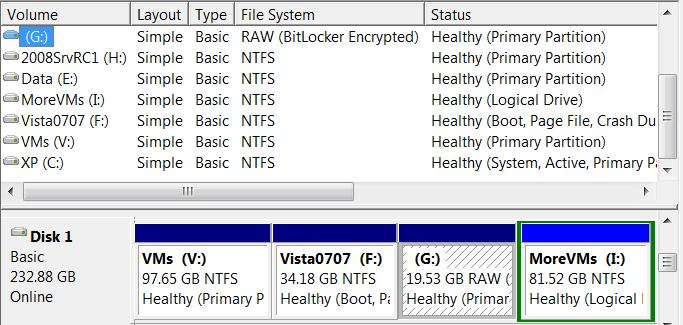 Volume Layout Type File System Status
(G:) Simple Basic RAW (BitLocker Encrypted) Healthy (Primary Partition)
2008SrvRC1 (H:) Simple Basic NTFS Healthy (Primary Partition)
Data (E:) Simple Basic NTFS Healthy (Primary Partition)
MoreVMs (I:) Simple Basic NTFS Healthy (Logical Drive)
Vista0707 (F:) Simple Basic NTFS Healthy (Boot, Page File, Crash Du
VMs (V:) Simple Basic NTFS Healthy (Primary Partition)
XP (C:) Simple Basic NTFS Healthy (System, Active, Primary Pa
Disk 1
Basic
232.88 GB
Online
VMs (V:)
97.65 GB NTFS
Healthy (Primary P
Vista0707 (F:)
34.18 GB NTFS
Healthy (Boot, Pa
(G:)
19.53 GB RAW
Healthy (Primar
MoreVMs (I:)
81.52 GB NTFS
Healthy (Logical